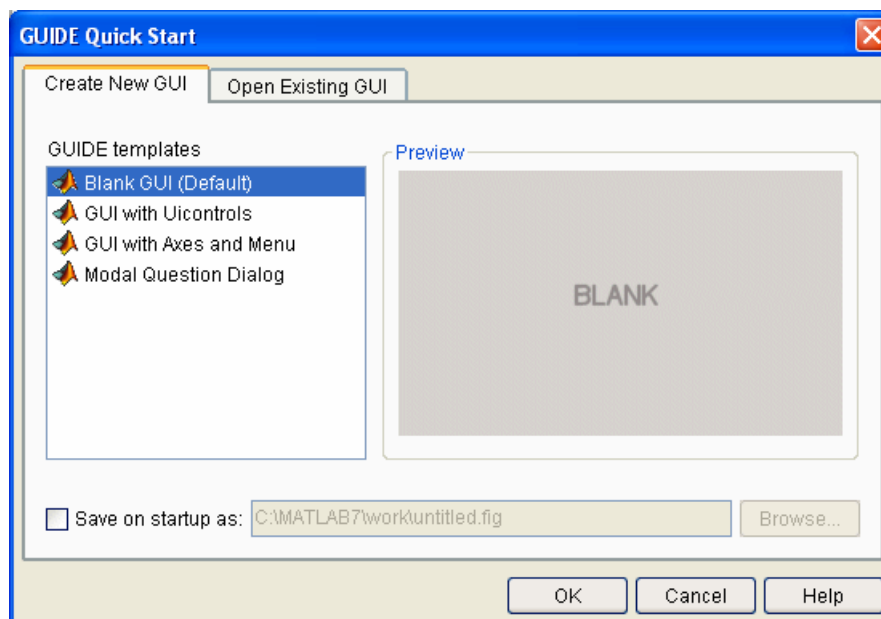 GUIDE Quick Start
Create New GUI
Open Existing GUI
GUIDE templates
Blank GUI (Default)
GUI with Uicontrols
GUI with Axes and Menu
Modal Question Dialog
Preview
BLANK
Save on startup as:
C:\MATLAB7\work\untitled.fig
Browse...
OK
Cancel
Help